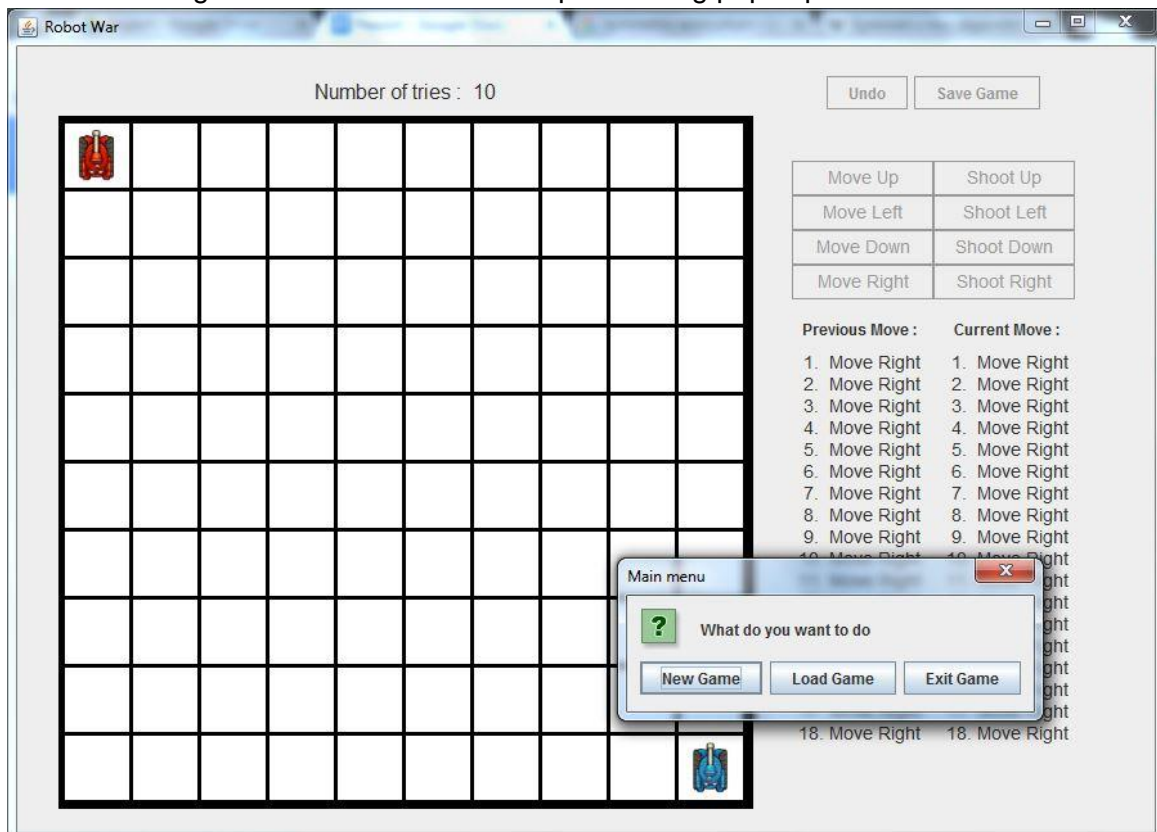 Robot War
Number of tries : 10
Undo
Save Game
Move Up
Shoot Up
Move Left
Shoot Left
Move Down
Shoot Down
Move Right
Shoot Right
Previous Move :
Current Move :
1. Move Right
1. Move Right
2. Move Right
2. Move Right
3. Move Right
3. Move Right
4. Move Right
4. Move Right
5. Move Right
5. Move Right
6. Move Right
6. Move Right
7. Move Right
7. Move Right
8. Move Right
8. Move Right
9. Move Right
9. Move Right
Main menu
What do you want to do
New Game
Load Game
Exit Game
18. Move Right
18. Move Right